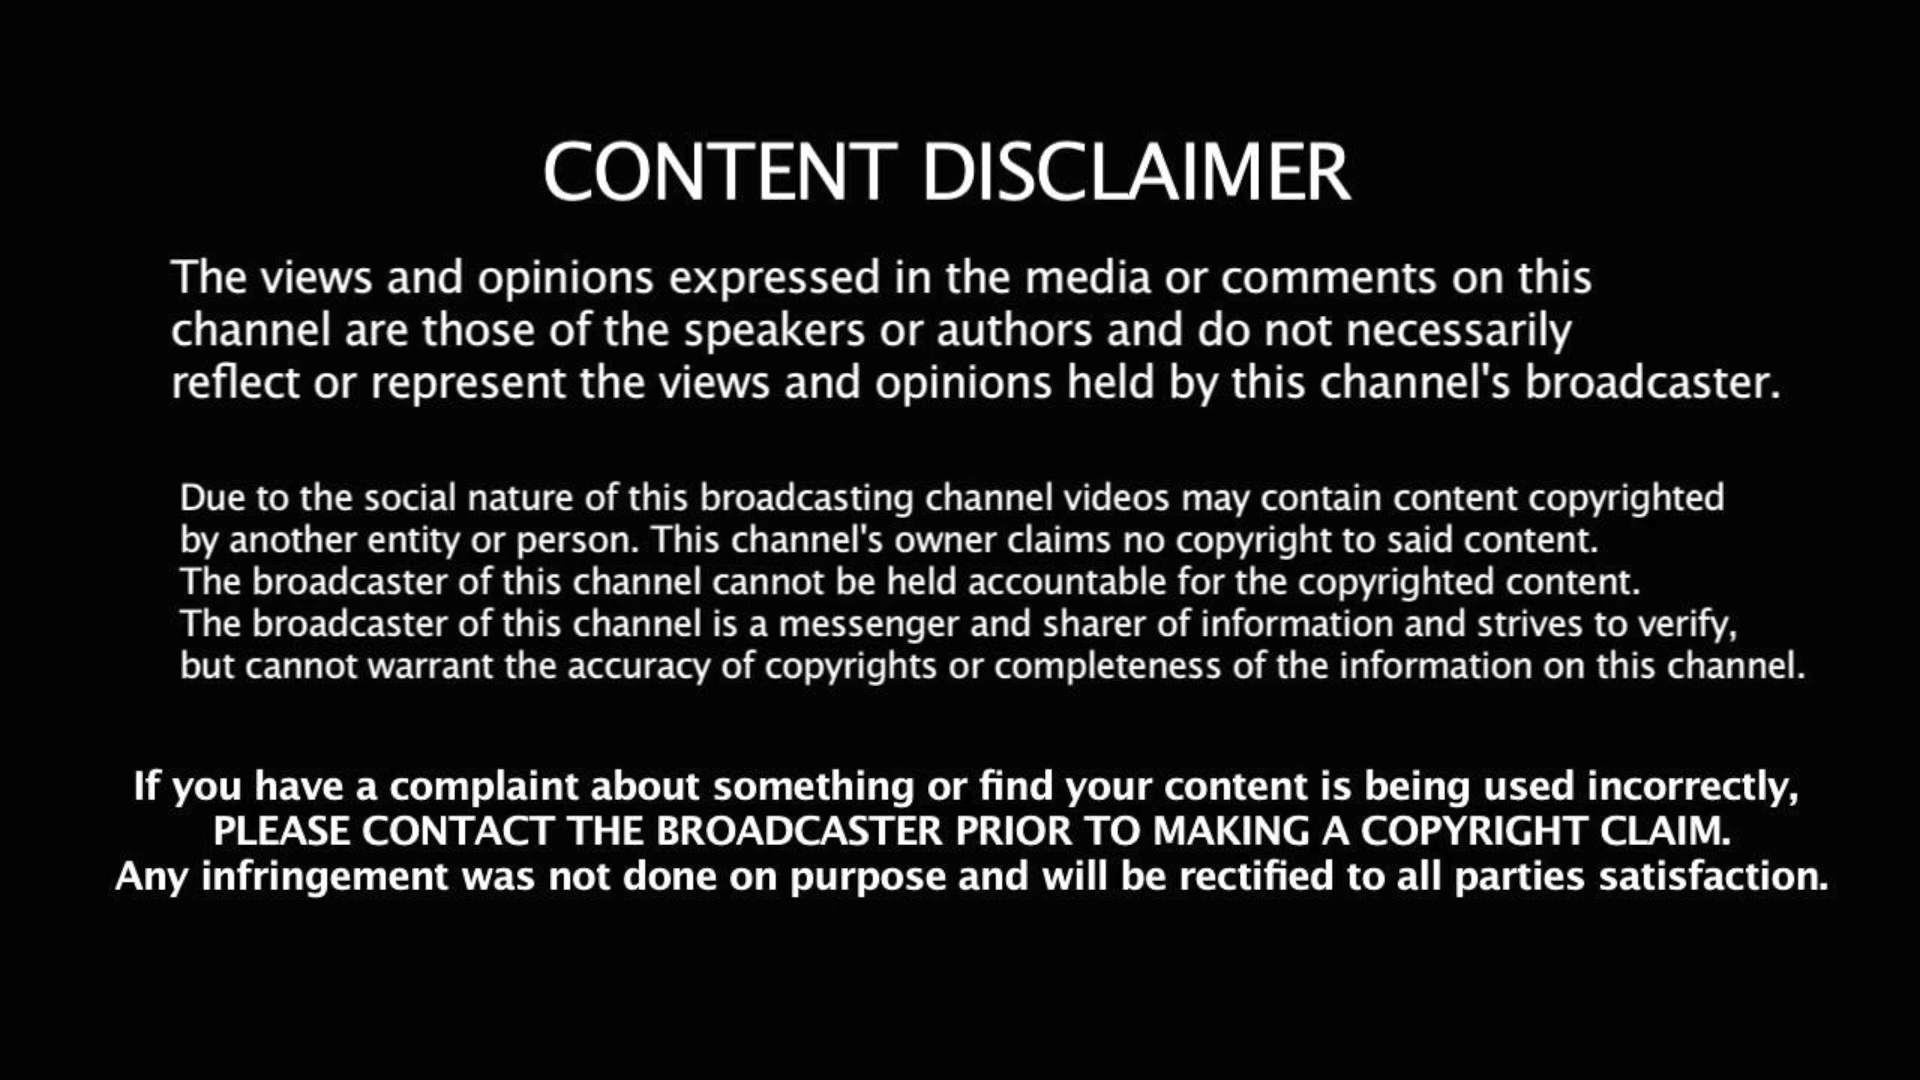 CONTENT DISCLAIMER
The views and opinions expressed in the media or comments on this
channel are those of the speakers or authors and do not necessarily
reflect or represent the views and opinions held by this channel's broadcaster.
Due to the social nature of this broadcasting channel videos may contain content copyrighted
by another entity or person. This channel's owner claims no copyright to said content.
The broadcaster of this channel cannot be held accountable for the copyrighted content.
The broadcaster of this channel is a messenger and sharer of information and strives to verify,
but cannot warrant the accuracy of copyrights or completeness of the information on this channel.
If you have a complaint about something or find your content is being used incorrectly,
PLEASE CONTACT THE BROADCASTER PRIOR TO MAKING A COPYRIGHT CLAIM.
Any infringement was not done on purpose and will be rectified to all parties satisfaction.